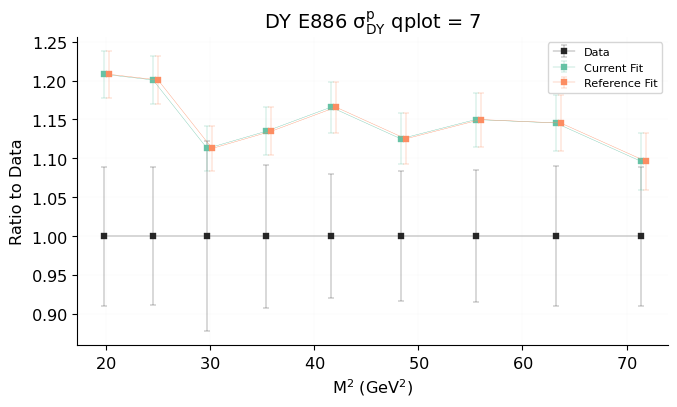 DY E886 σᵖ_DY qplot = 7
Data
Current Fit
Reference Fit
Ratio to Data
1.25
1.20
1.15
1.10
1.05
1.00
0.95
0.90
20 30 40 50 60 70
M² (GeV²)